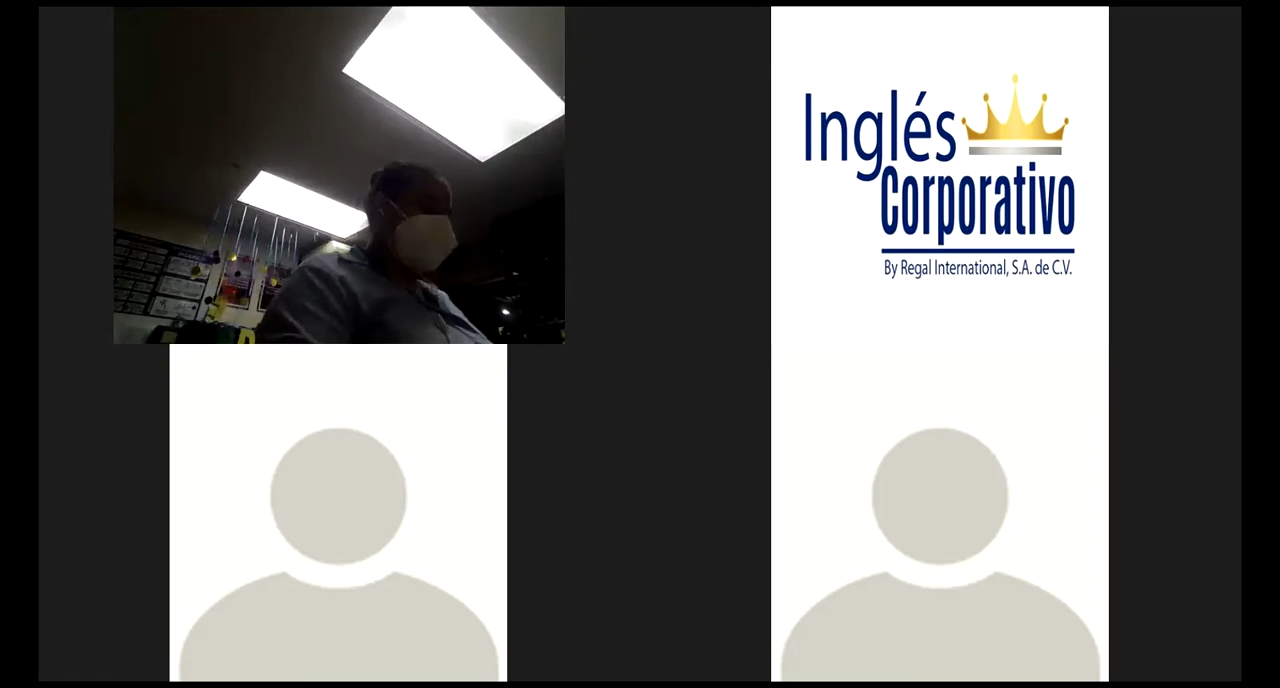 Inglés
Corporativo
By Regal International, S.A. de C.V.